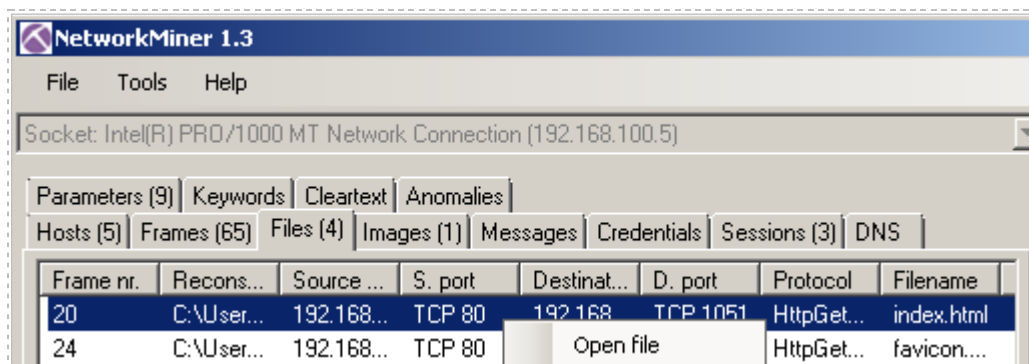 NetworkMiner 1.3
File Tools Help
Socket: Intel(R) PRO/1000 MT Network Connection (192.168.100.5)
Parameters (9) Keywords Cleartext Anomalies
Hosts (5) Frames (65) Files (4) Images (1) Messages Credentials Sessions (3) DNS
Frame nr. Recons... Source ... S. port Destinat... D. port Protocol Filename
20 C:\User... 192.168... TCP 80 192.168... TCP 1051 HttpGet... index.html
24 C:\User... 192.168... TCP 80 Open file HttpGet... favicon....